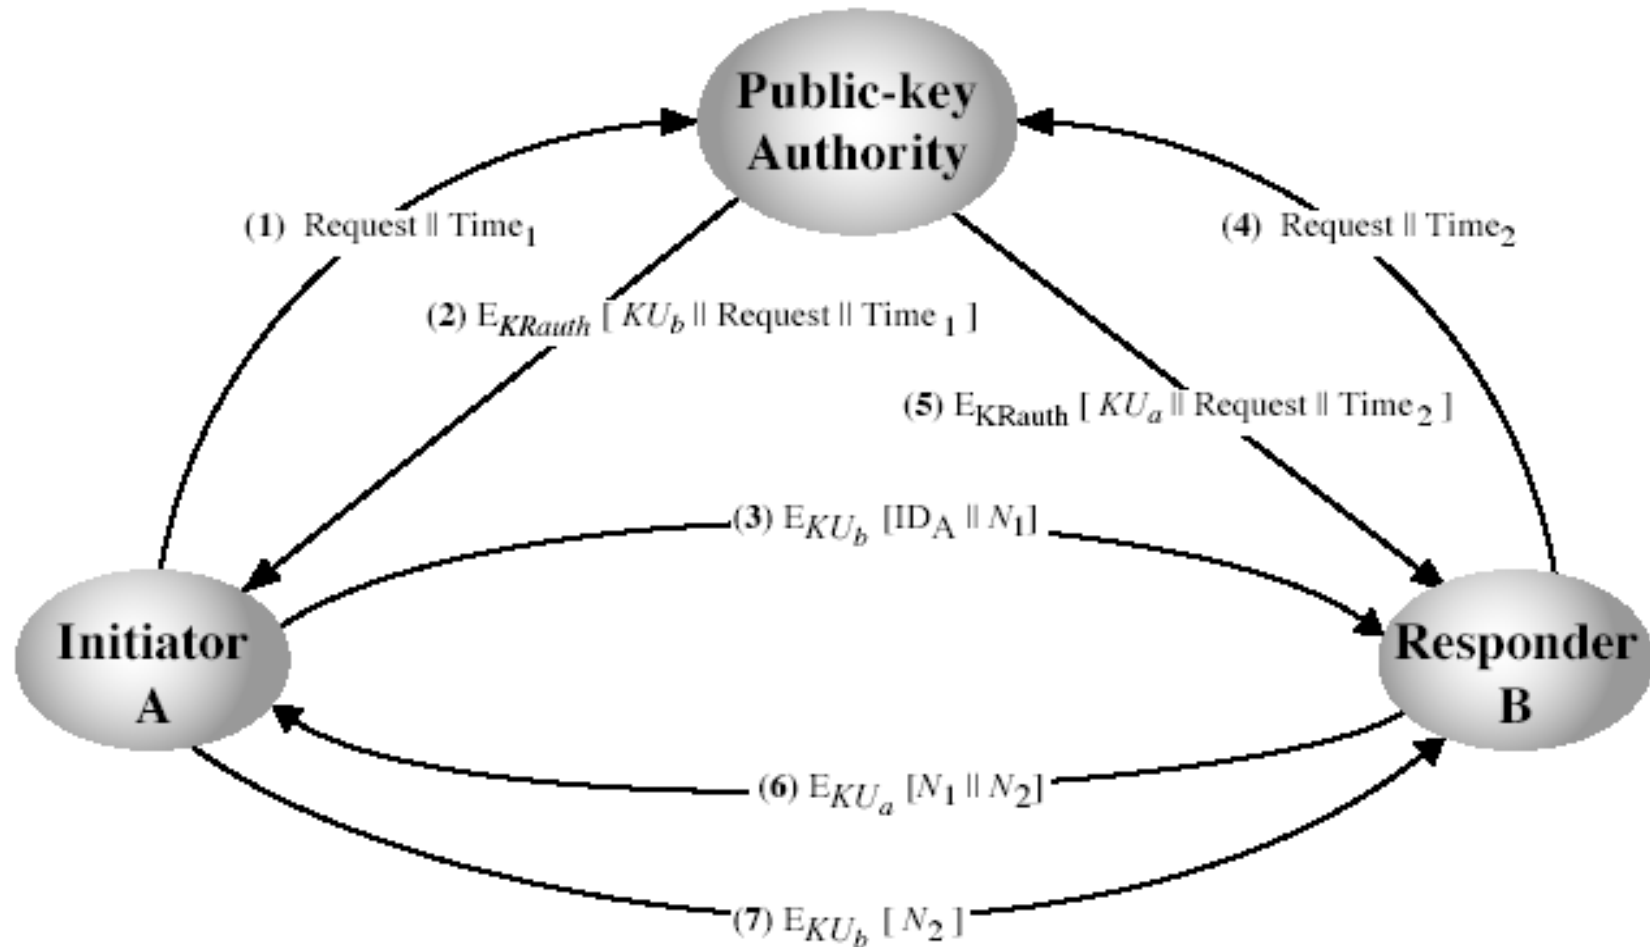 Public-key
Authority
(1) Request || Time1
(4) Request || Time2
(2) EKRauth [ KUb || Request || Time1 ]
(5) EKRauth [ KUa || Request || Time2 ]
(3) EKUb [IDA || N1]
Initiator
A
Responder
B
(6) EKUa [N1 || N2]
(7) EKUb [ N2 ]